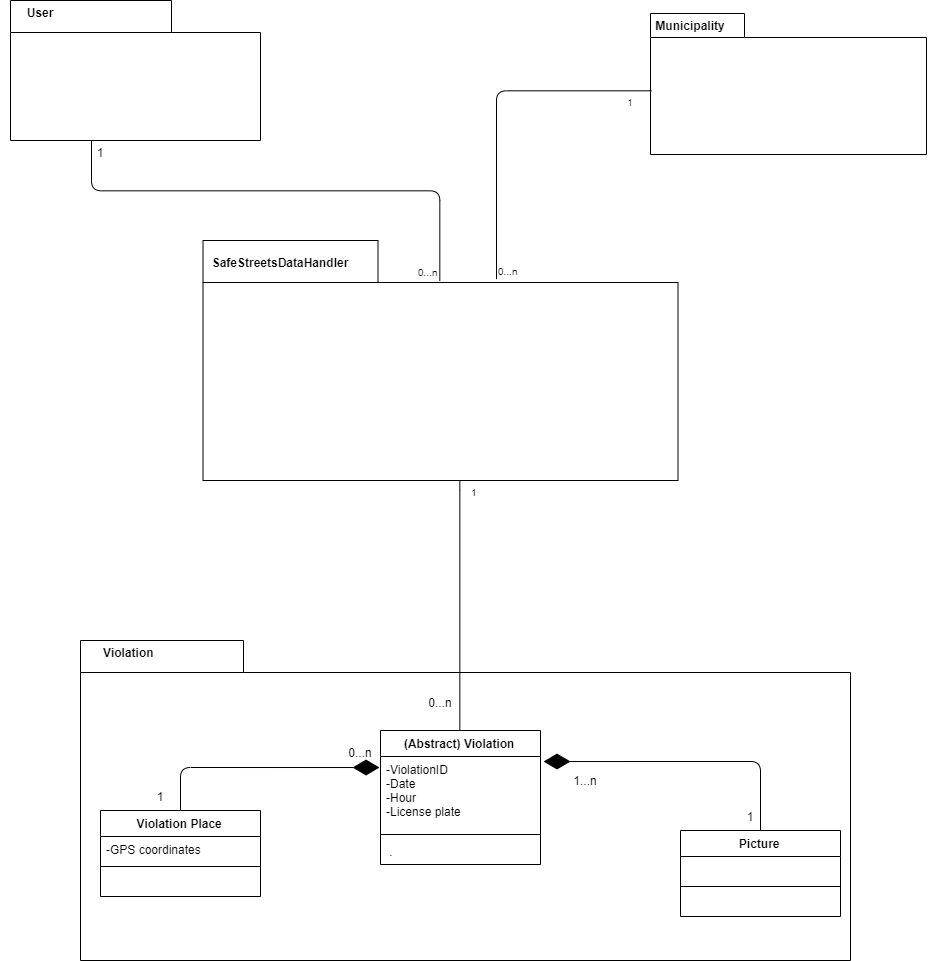 User
Municipality
1
1
SafeStreetsDataHandler
0...n
0...n
1
Violation
0...n
(Abstract) Violation
-ViolationID
-Date
-Hour
-License plate
.
0...n
1
Violation Place
-GPS coordinates
1...n
1
Picture